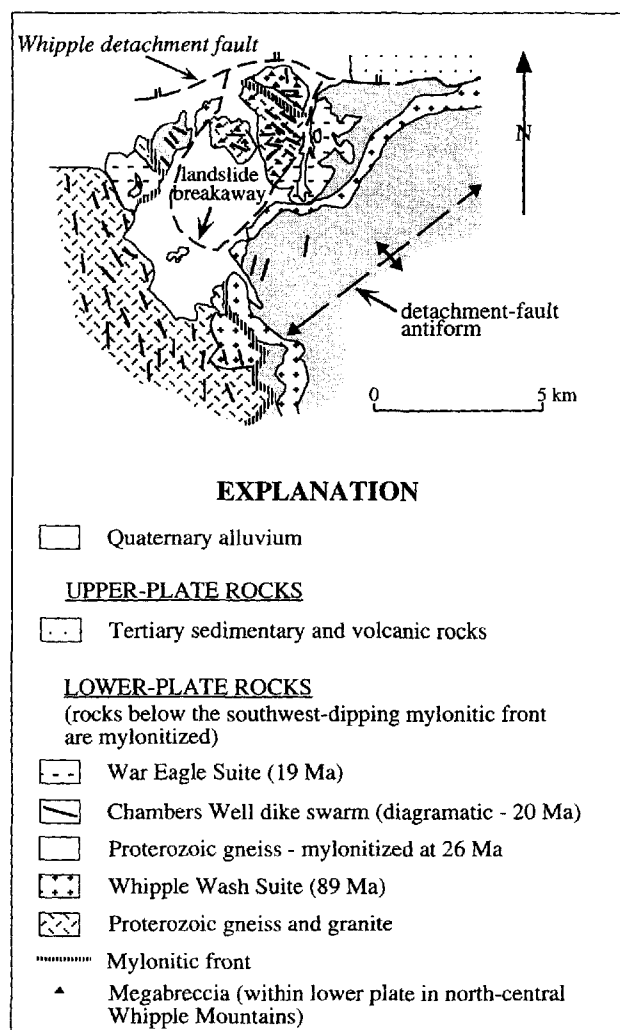 Whipple detachment fault
N
landslide
breakaway
detachment-fault
antiform
0 5 km
EXPLANATION
Quaternary alluvium
UPPER-PLATE ROCKS
Tertiary sedimentary and volcanic rocks
LOWER-PLATE ROCKS
(rocks below the southwest-dipping mylonitic front
are mylonitized)
War Eagle Suite (19 Ma)
Chambers Well dike swarm (diagramatic - 20 Ma)
Proterozoic gneiss - mylonitized at 26 Ma
Whipple Wash Suite (89 Ma)
Proterozoic gneiss and granite
Mylonitic front
Megabreccia (within lower plate in north-central
Whipple Mountains)